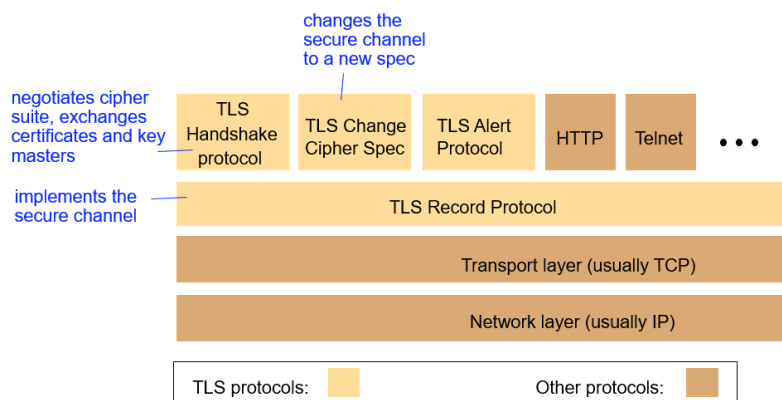 changes the
secure channel
to a new spec
negotiates cipher
suite, exchanges
certificates and key
masters
TLS
Handshake
protocol
TLS Change
Cipher Spec
TLS Alert
Protocol
HTTP
Telnet
• • •
implements the
secure channel
TLS Record Protocol
Transport layer (usually TCP)
Network layer (usually IP)
TLS protocols:
Other protocols: